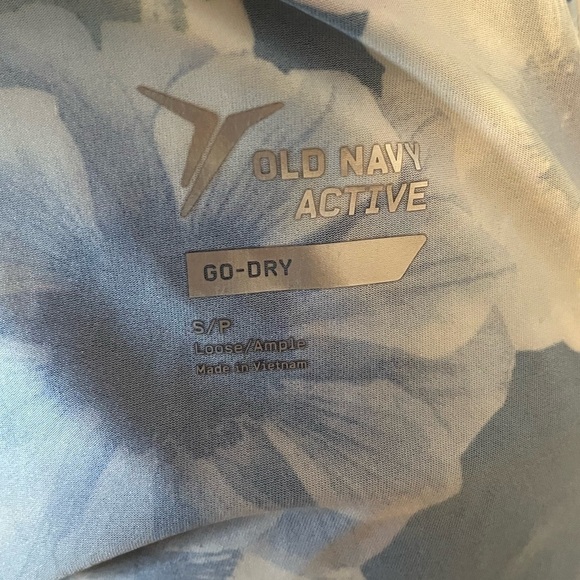 OLD NAVY
ACTIVE
GO-DRY
S/P
Loose/Ample
Made in Vietnam